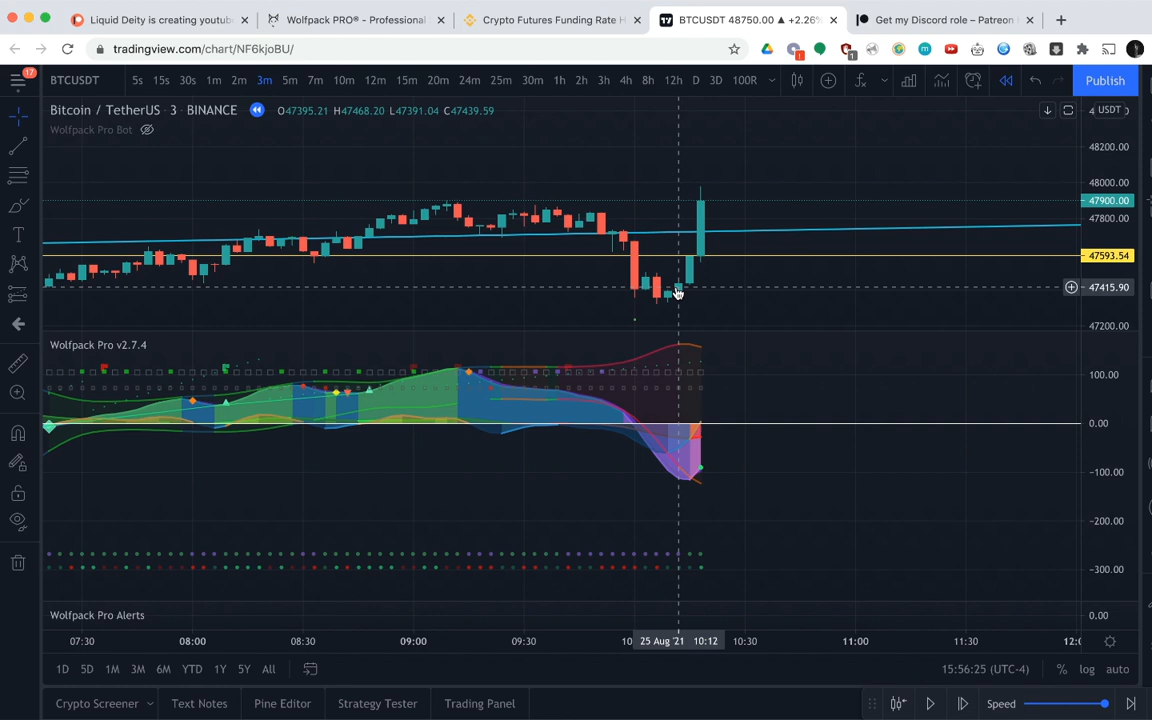 Liquid Deity is creating youtub
Wolfpack PRO® - Professional
Crypto Futures Funding Rate H
BTCUSDT 48750.00 ▲ +2.26%
Get my Discord role – Patreon
tradingview.com/chart/NF6kjoBU/
17
BTCUSDT 5s 15s 30s 1m 2m 3m 5m 7m 10m 12m 15m 20m 24m 25m 30m 1h 2h 3h 4h 8h 12h D 3D 100R
Publish
Bitcoin / TetherUS 3 BINANCE
O47395.21 H47468.20 L47391.04 C47439.59
USDT
Wolfpack Pro Bot
48200.00
48000.00
47900.00
47800.00
47593.54
47415.90
47200.00
Wolfpack Pro v2.7.4
100.00
0.00
-100.00
-200.00
-300.00
Wolfpack Pro Alerts
0.00
07:30 08:00 08:30 09:00 09:30 10 25 Aug '21 10:12 10:30 11:00 11:30 12:0
1D 5D 1M 3M 6M YTD 1Y 5Y All
15:56:25 (UTC-4) % log auto
Crypto Screener Text Notes Pine Editor Strategy Tester Trading Panel
Speed